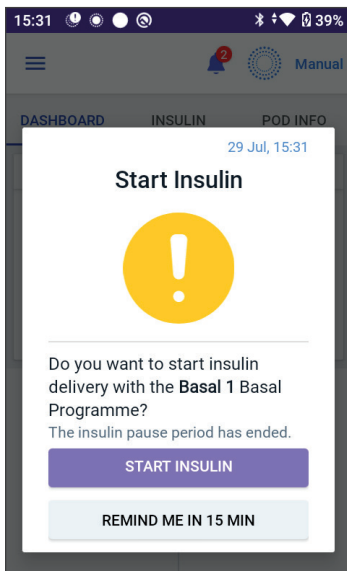 15:31 39%
2
Manual
DASHBOARD INSULIN POD INFO
29 Jul, 15:31
Start Insulin
!
Do you want to start insulin
delivery with the Basal 1 Basal
Programme?
The insulin pause period has ended.
START INSULIN
REMIND ME IN 15 MIN